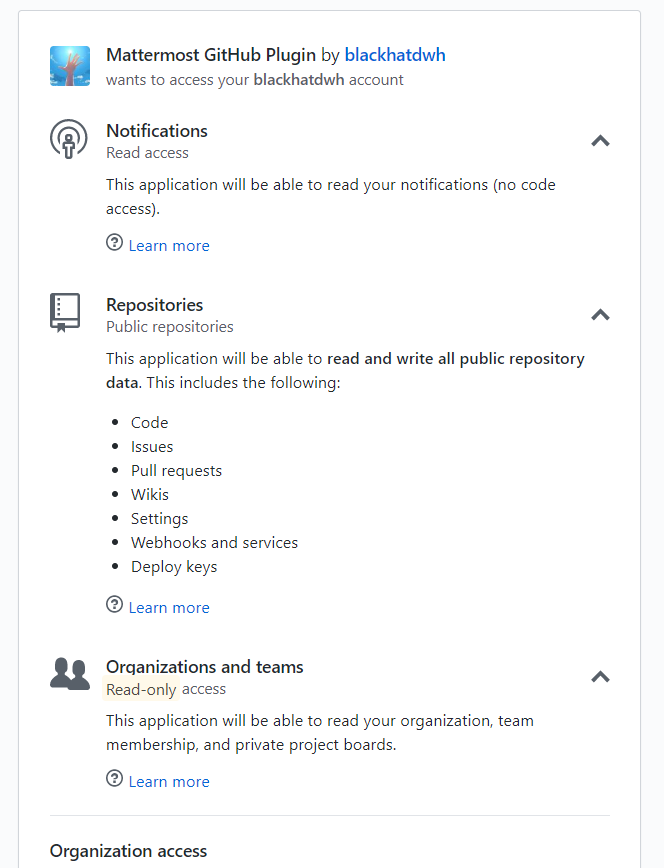 Mattermost GitHub Plugin by blackhatdwh
wants to access your blackhatdwh account
Notifications
Read access
This application will be able to read your notifications (no code
access).
Learn more
Repositories
Public repositories
This application will be able to read and write all public repository
data. This includes the following:
Code
Issues
Pull requests
Wikis
Settings
Webhooks and services
Deploy keys
Learn more
Organizations and teams
Read-only access
This application will be able to read your organization, team
membership, and private project boards.
Learn more
Organization access